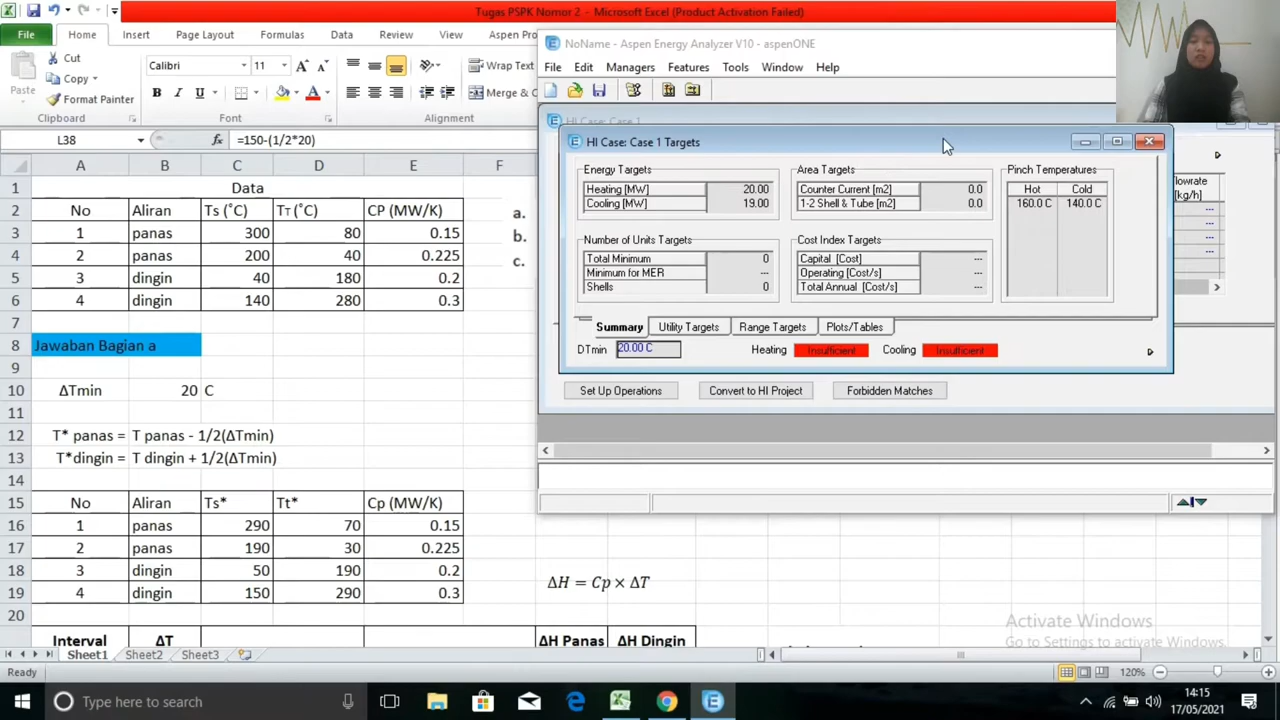 Tugas PSPK Nomor 2 - Microsoft Excel (Product Activation Failed)
File Home Insert Page Layout Formulas Data Review View Aspen Pro
Cut
Copy
Format Painter
Paste
Clipboard
Calibri 11
B I U
Font
Wrap Text
Merge &
Alignment
L38 fx =150-(1/2*20)
A B C D E F
1 Data
2 No Aliran Ts (˚C) TT (˚C) CP (MW/K)
3 1 panas 300 80 0.15
4 2 panas 200 40 0.225
5 3 dingin 40 180 0.2
6 4 dingin 140 280 0.3
a.
b.
c.
7
8 Jawaban Bagian a
9
10 ΔTmin 20 C
11
12 T* panas = T panas - 1/2(ΔTmin)
13 T*dingin = T dingin + 1/2(ΔTmin)
14
15 No Aliran Ts* Tt* Cp (MW/K)
16 1 panas 290 70 0.15
17 2 panas 190 30 0.225
18 3 dingin 50 190 0.2
19 4 dingin 150 290 0.3
20
Interval ΔT ΔH Panas ΔH Dingin
ΔH = Cp × ΔT
NoName - Aspen Energy Analyzer V10 - aspenONE
File Edit Managers Features Tools Window Help
HI Case: Case 1
HI Case: Case 1 Targets
Energy Targets
Heating [MW] 20.00
Cooling [MW] 19.00
Area Targets
Counter Current [m2] 0.0
1-2 Shell & Tube [m2] 0.0
Pinch Temperatures
Hot Cold
160.0 C 140.0 C
Number of Units Targets
Total Minimum 0
Minimum for MER ---
Shells 0
Cost Index Targets
Capital [Cost] ---
Operating [Cost/s] ---
Total Annual [Cost/s] ---
Summary Utility Targets Range Targets Plots/Tables
DTmin 20.00 C Heating Insufficient Cooling Insufficient
Flowrate
[kg/h]
---
---
---
---
Set Up Operations Convert to HI Project Forbidden Matches
Activate Windows
Go to Settings to activate Windows.
Sheet1 Sheet2 Sheet3
Ready 120%
Type here to search
14:15
17/05/2021